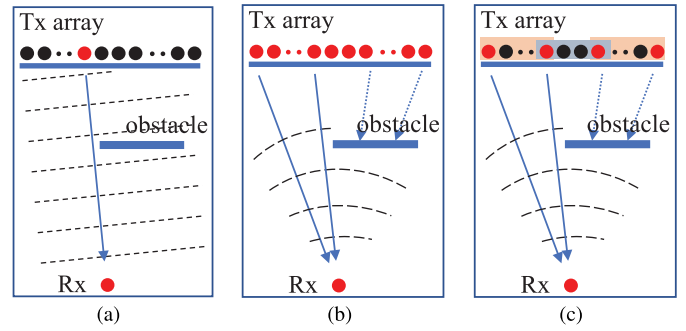 Tx array
obstacle
Rx
(a)
Tx array
obstacle
Rx
(b)
Tx array
obstacle
Rx
(c)